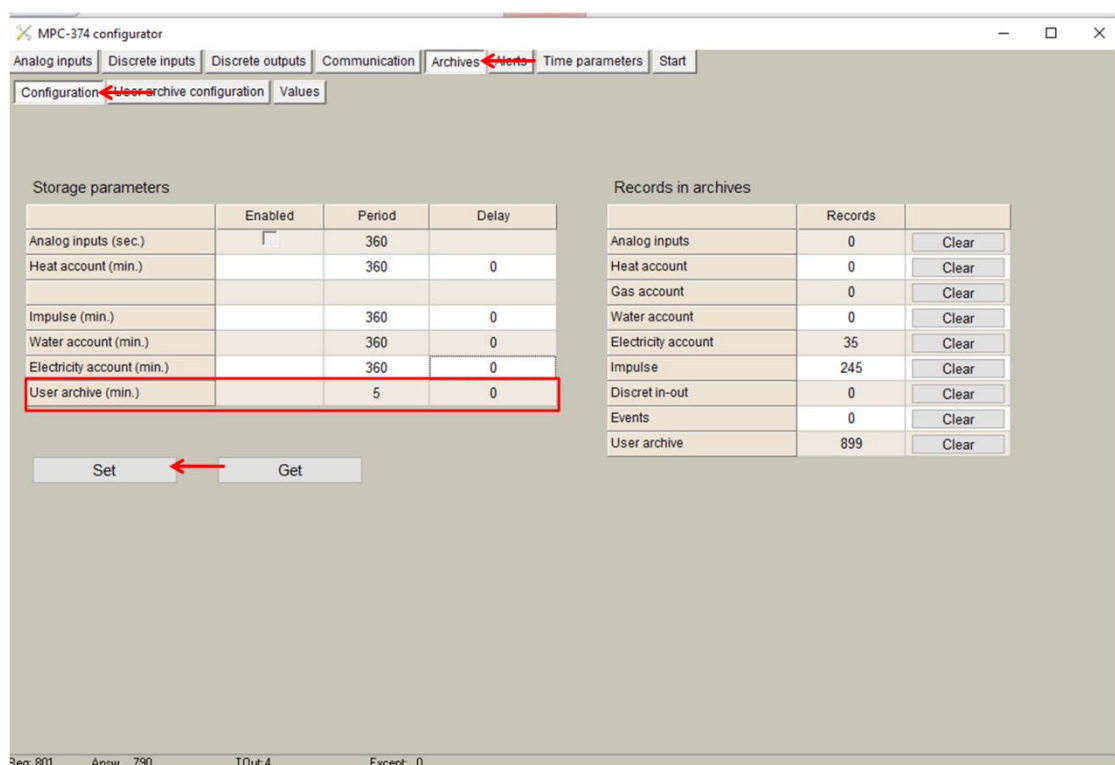 MPC-374 configurator
Analog inputs Discrete inputs Discrete outputs Communication Archives Alerts Time parameters Start
Configuration User archive configuration Values
Storage parameters
Enabled Period Delay
Analog inputs (sec.) 360
Heat account (min.) 360 0
Impulse (min.) 360 0
Water account (min.) 360 0
Electricity account (min.) 360 0
User archive (min.) 5 0
Set Get
Records in archives
Records
Analog inputs 0 Clear
Heat account 0 Clear
Gas account 0 Clear
Water account 0 Clear
Electricity account 35 Clear
Impulse 245 Clear
Discret in-out 0 Clear
Events 0 Clear
User archive 899 Clear
Req: 801 Answ. 790 TOut:4 Except: 0